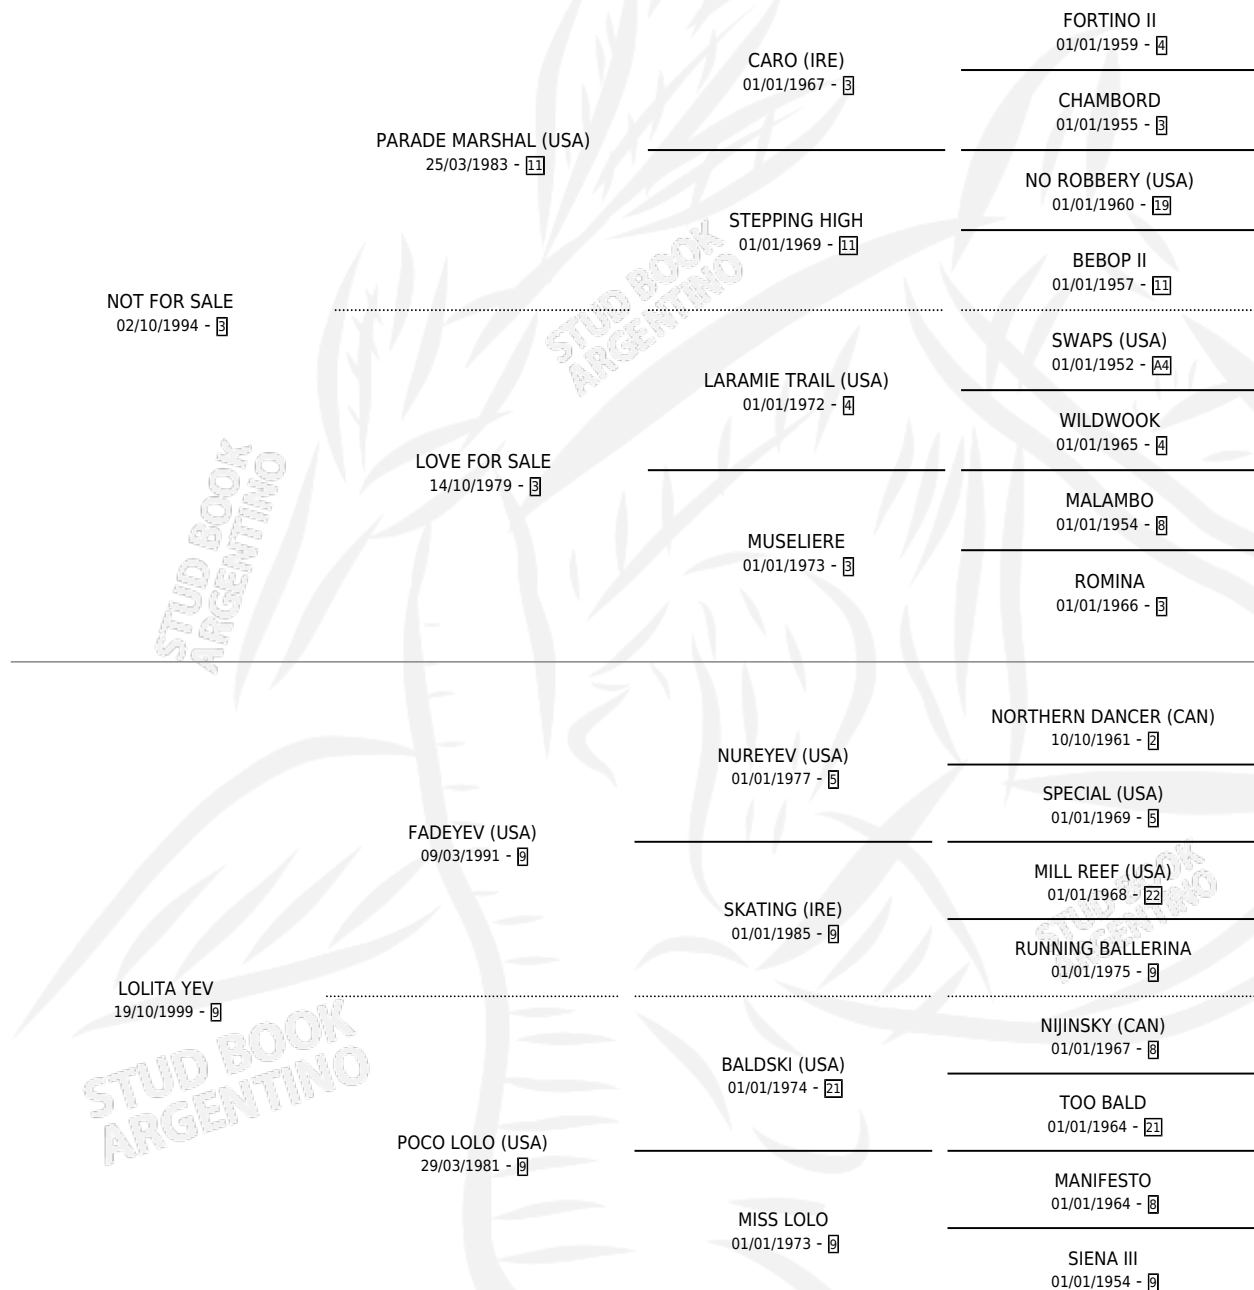 FORTINO II
01/01/1959 - 4
CARO (IRE)
01/01/1967 - 3
CHAMBORD
01/01/1955 - 3
PARADE MARSHAL (USA)
25/03/1983 - 11
NO ROBBERY (USA)
01/01/1960 - 19
STEPPING HIGH
01/01/1969 - 11
BEBOP II
01/01/1957 - 11
NOT FOR SALE
02/10/1994 - 3
STUD BOOK
ARGENTINO
SWAPS (USA)
01/01/1952 - A4
LARAMIE TRAIL (USA)
01/01/1972 - 4
WILDWOOK
01/01/1965 - 4
LOVE FOR SALE
14/10/1979 - 3
MALAMBO
01/01/1954 - 8
MUSELIERE
01/01/1973 - 3
ROMINA
01/01/1966 - 3
STUD BOOK
ARGENTINO
NORTHERN DANCER (CAN)
10/10/1961 - 2
NUREYEV (USA)
01/01/1977 - 5
SPECIAL (USA)
01/01/1969 - 5
FADEYEV (USA)
09/03/1991 - 9
MILL REEF (USA)
01/01/1968 - 22
SKATING (IRE)
01/01/1985 - 9
STUD BOOK
ARGENTINO
RUNNING BALLERINA
01/01/1975 - 9
LOLITA YEV
19/10/1999 - 9
STUD BOOK
ARGENTINO
NIJINSKY (CAN)
01/01/1967 - 8
BALDSKI (USA)
01/01/1974 - 21
TOO BALD
01/01/1964 - 21
POCO LOLO (USA)
29/03/1981 - 9
MANIFESTO
01/01/1964 - 8
MISS LOLO
01/01/1973 - 9
SIENA III
01/01/1954 - 9